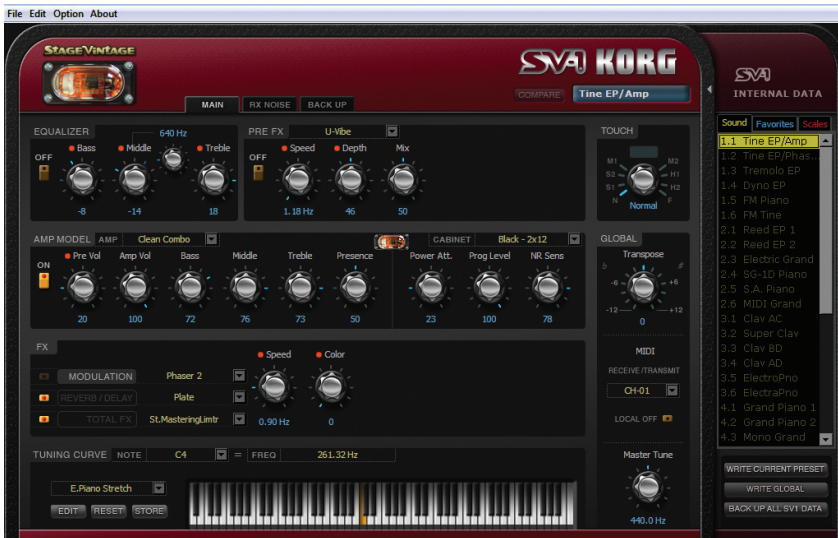 File Edit Option About
STAGEVINTAGE
SV-1 KORG
COMPARE Tine EP/Amp
MAIN RX NOISE BACK UP
EQUALIZER
640 Hz
OFF
Bass Middle Treble
-8 -14 18
PRE FX U-Vibe
OFF
Speed Depth Mix
1.18 Hz 46 50
TOUCH
M1 M2
S2 H1
S1 H2
N F
Normal
AMP MODEL AMP Clean Combo CABINET Black - 2x12
ON
Pre Vol Amp Vol Bass Middle Treble Presence Power Att. Prog Level NR Sens
20 100 72 76 73 50 23 100 78
GLOBAL
Transpose
♭ ♯
-6 +6
-12 +12
0
MIDI
RECEIVE/TRANSMIT
CH-01
LOCAL OFF
Master Tune
440.0 Hz
FX
MODULATION Phaser 2
REVERB / DELAY Plate
TOTAL FX St.MasteringLimtr
Speed Color
0.90 Hz 0
TUNING CURVE NOTE C4 = FREQ 261.32 Hz
E.Piano Stretch
EDIT RESET STORE
SV-1
INTERNAL DATA
Sound Favorites Scales
1.1 Tine EP/Amp
1.2 Tine EP/Phas...
1.3 Tremolo EP
1.4 Dyno EP
1.5 FM Piano
1.6 FM Tine
2.1 Reed EP 1
2.2 Reed EP 2
2.3 Electric Grand
2.4 SG-1D Piano
2.5 S.A. Piano
2.6 MIDI Grand
3.1 Clav AC
3.2 Super Clav
3.3 Clav BD
3.4 Clav AD
3.5 ElectroPno
3.6 ElectraPno
4.1 Grand Piano 1
4.2 Grand Piano 2
4.3 Mono Grand
WRITE CURRENT PRESET
WRITE GLOBAL
BACK UP ALL SV1 DATA